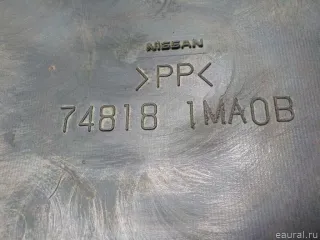 NISSAN
>PP<
74818 1MA0B
eaural.ru